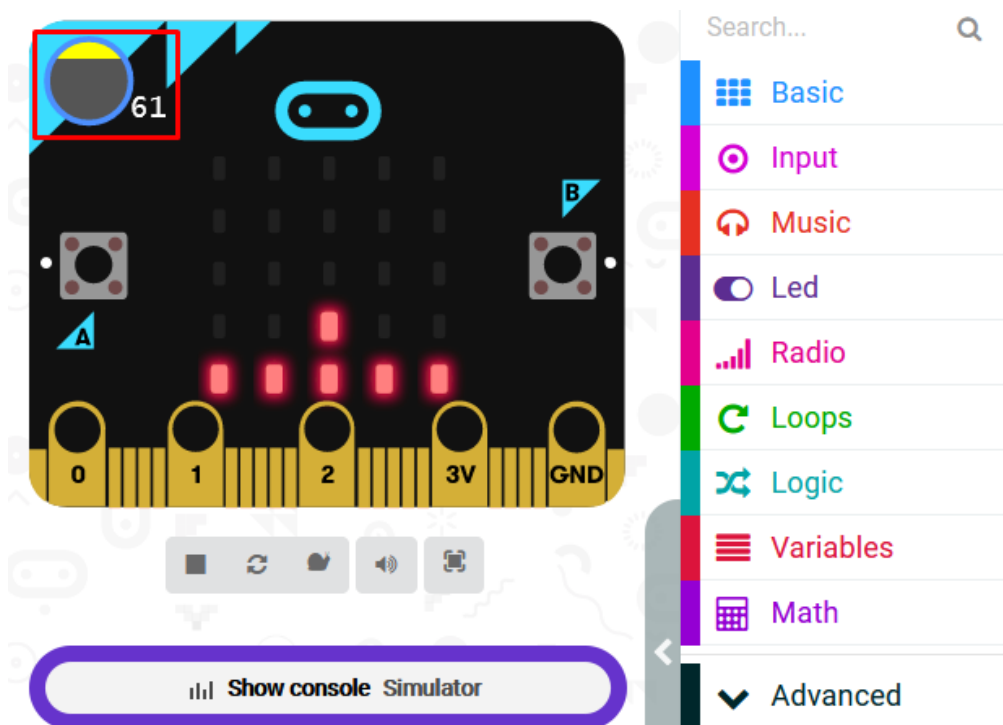 61
B
A
0 1 2 3V GND
Show console Simulator
Search...
Basic
Input
Music
Led
Radio
Loops
Logic
Variables
Math
Advanced